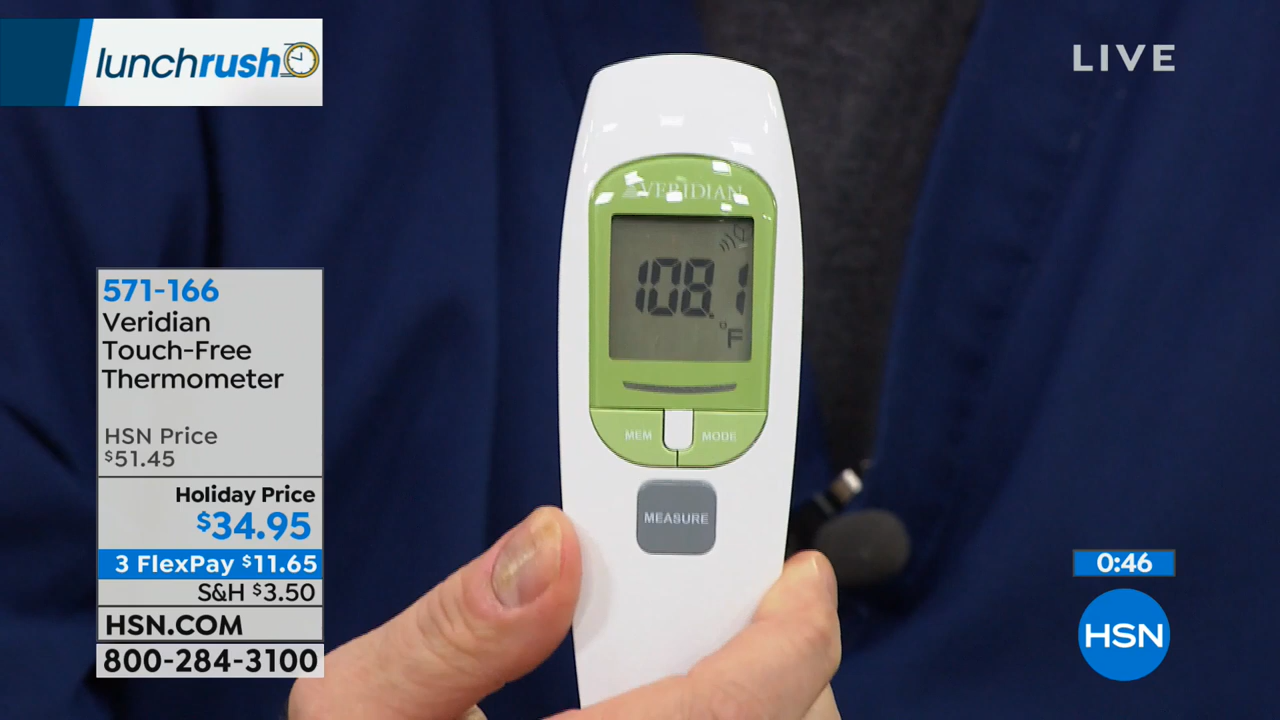 lunchrush
LIVE
VERIDIAN
108.1
°F
MEM
MODE
MEASURE
571-166
Veridian
Touch-Free
Thermometer
HSN Price
$51.45
Holiday Price
$34.95
3 FlexPay $11.65
S&H $3.50
HSN.COM
800-284-3100
0:46
HSN